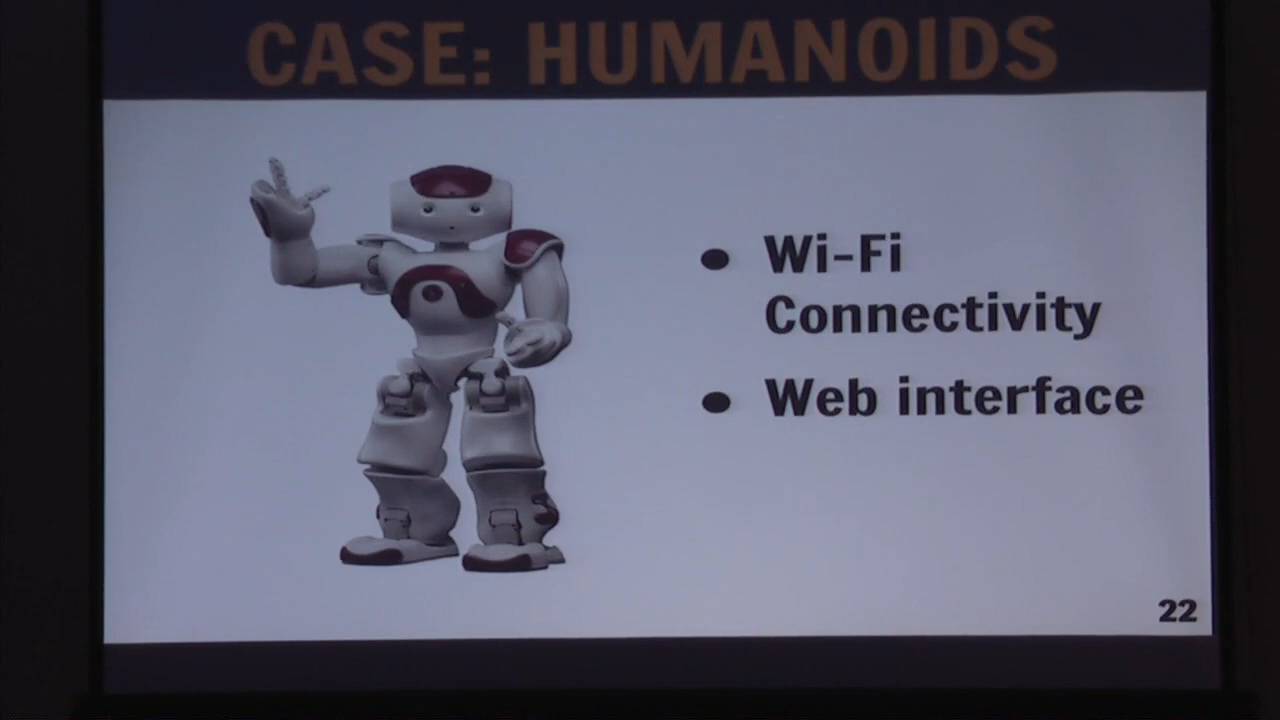 CASE: HUMANOIDS
• Wi-Fi
Connectivity
• Web interface
22